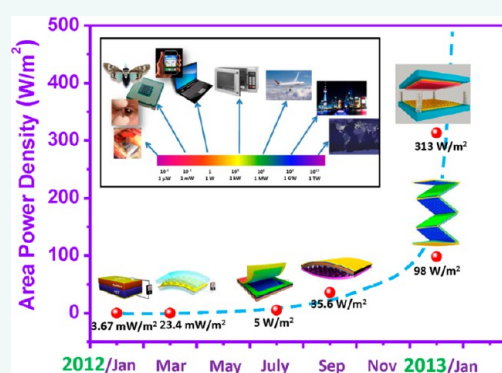 Area Power Density (W/m²)
500
400
300
200
100
0
1 μW
1 mW
1 W
1 kW
1 MW
1 GW
1 TW
313 W/m²
98 W/m²
35.6 W/m²
5 W/m²
23.4 mW/m²
3.67 mW/m²
2012/Jan Mar May July Sep Nov 2013/Jan